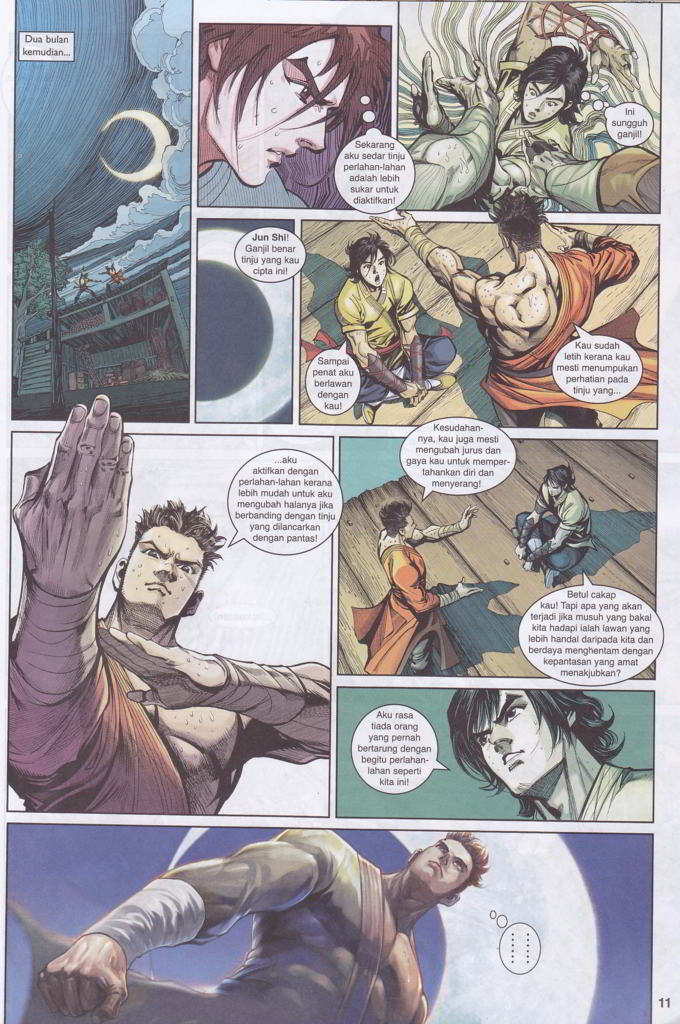 Dua bulan
kemudian...
Sekarang
aku sedar tinju
perlahan-lahan
adalah lebih
sukar untuk
diaktifkan!
Ini
sungguh
ganjil!
Jun Shi!
Ganjil benar
tinju yang kau
cipta ini!
Sampai
penat aku
berlawan
dengan
kau!
Kau sudah
letih kerana kau
mesti menumpukan
perhatian pada
tinju yang...
...aku
aktifkan dengan
perlahan-lahan kerana
lebih mudah untuk aku
mengubah halanya jika
berbanding dengan tinju
yang dilancarkan
dengan pantas!
Kesudahan-
nya, kau juga mesti
mengubah jurus dan
gaya kau untuk memper-
tahankan diri dan
menyerang!
Betul cakap
kau! Tapi apa yang akan
terjadi jika musuh yang bakal
kita hadapi ialah lawan yang
lebih handal daripada kita dan
berdaya menghentam dengan
kepantasan yang amat
menakjubkan?
Aku rasa
tiada orang
yang pernah
bertarung dengan
begitu perlahan-
lahan seperti
kita ini!
11